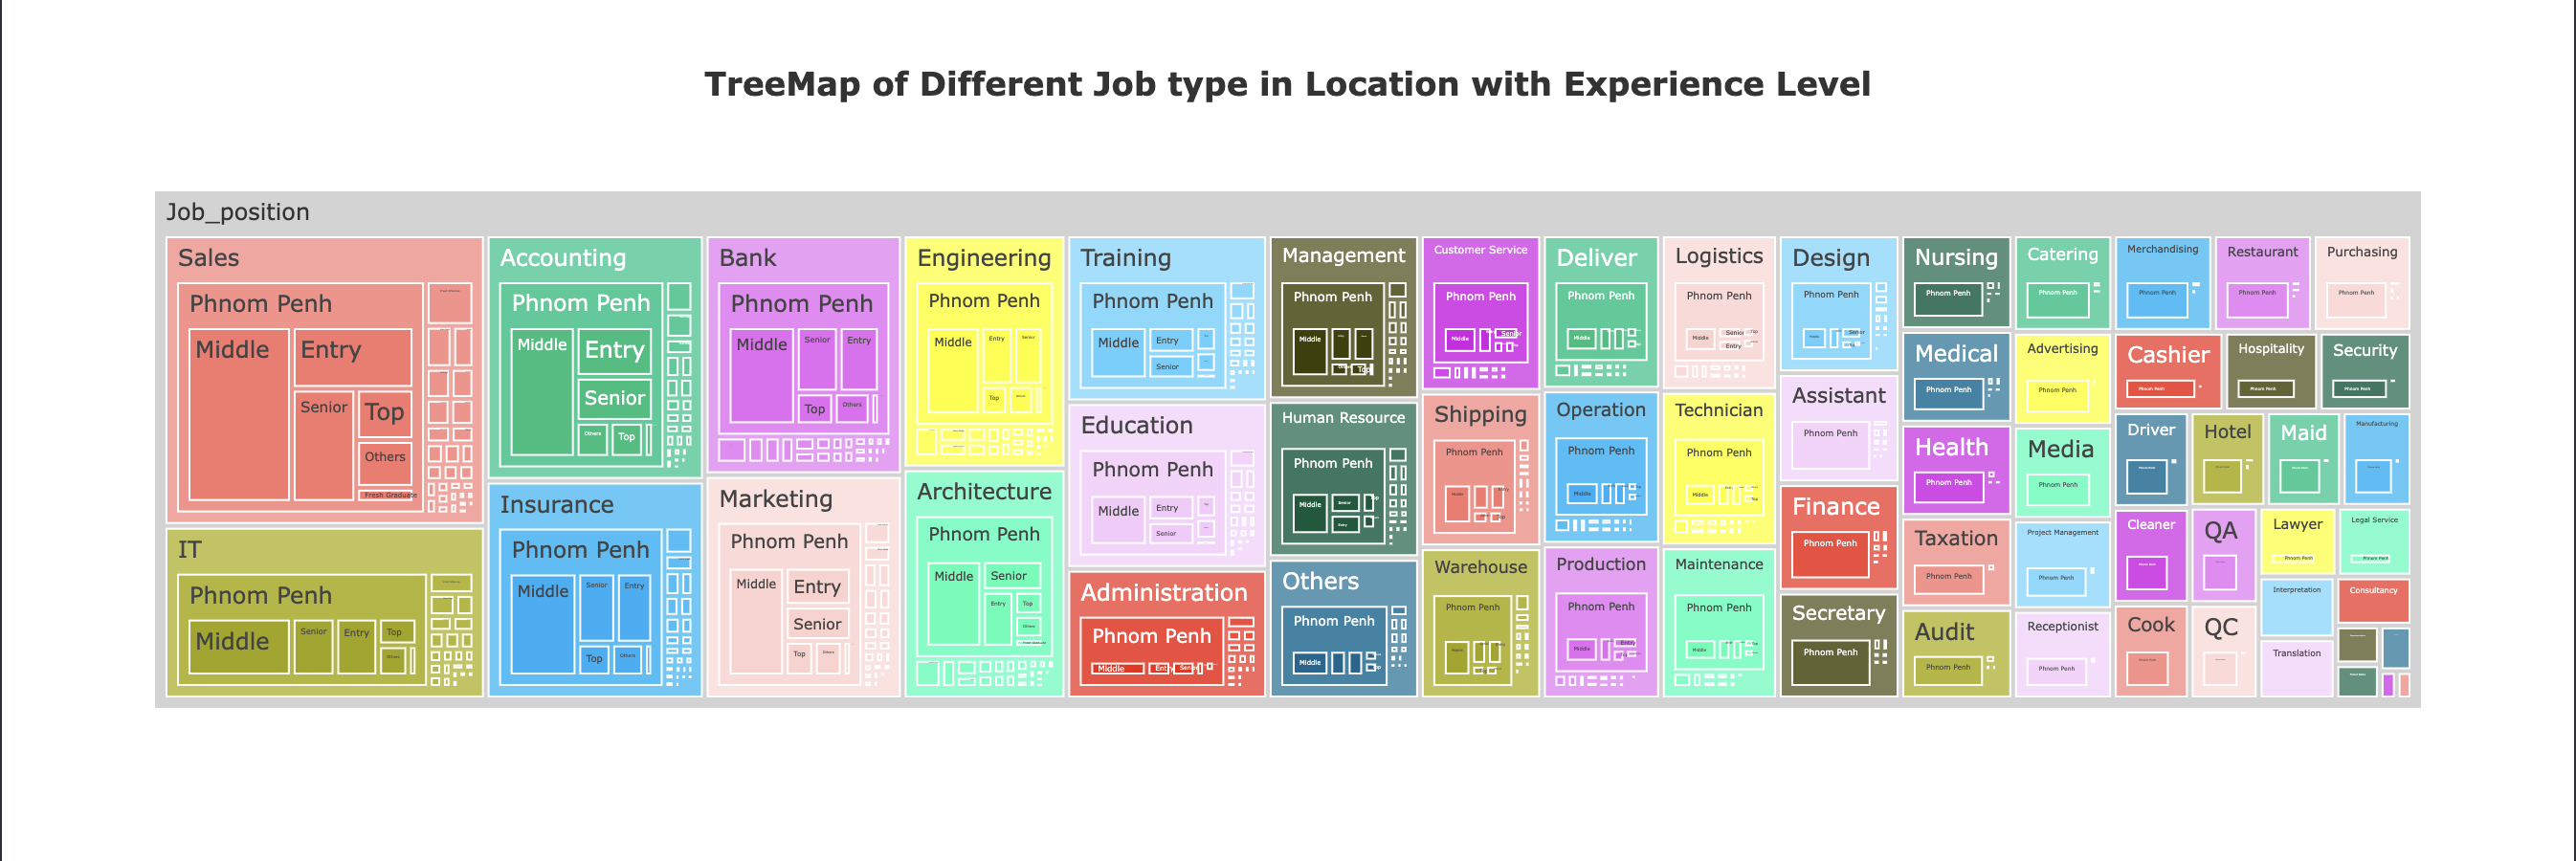 TreeMap of Different Job type in Location with Experience Level
Job_position
Sales
Phnom Penh
Middle
Entry
Senior
Top
Others
Fresh Graduate
IT
Phnom Penh
Middle
Senior
Entry
Top
Others
Accounting
Phnom Penh
Middle
Entry
Senior
Others
Top
Insurance
Phnom Penh
Middle
Senior
Entry
Top
Others
Bank
Phnom Penh
Middle
Senior
Entry
Top
Others
Marketing
Phnom Penh
Middle
Entry
Senior
Top
Others
Engineering
Phnom Penh
Middle
Entry
Senior
Top
Architecture
Phnom Penh
Middle
Senior
Entry
Top
Others
Fresh Graduate
Training
Phnom Penh
Middle
Entry
Senior
Education
Phnom Penh
Middle
Entry
Senior
Administration
Phnom Penh
Middle
Entry
Senior
Management
Phnom Penh
Middle
Top
Human Resource
Phnom Penh
Middle
Senior
Entry
Top
Others
Phnom Penh
Middle
Top
Customer Service
Phnom Penh
Middle
Senior
Shipping
Phnom Penh
Entry
Warehouse
Phnom Penh
Deliver
Phnom Penh
Middle
Operation
Phnom Penh
Middle
Production
Phnom Penh
Middle
Entry
Logistics
Phnom Penh
Middle
Senior
Entry
Top
Technician
Phnom Penh
Middle
Top
Maintenance
Phnom Penh
Middle
Design
Phnom Penh
Middle
Senior
Assistant
Phnom Penh
Finance
Phnom Penh
Secretary
Phnom Penh
Nursing
Phnom Penh
Medical
Phnom Penh
Health
Phnom Penh
Taxation
Phnom Penh
Audit
Phnom Penh
Catering
Phnom Penh
Advertising
Phnom Penh
Media
Phnom Penh
Project Management
Phnom Penh
Receptionist
Phnom Penh
Merchandising
Phnom Penh
Restaurant
Phnom Penh
Purchasing
Phnom Penh
Cashier
Phnom Penh
Hospitality
Phnom Penh
Security
Phnom Penh
Driver
Hotel
Maid
Manufacturing
Cleaner
QA
Lawyer
Phnom Penh
Legal Service
Phnom Penh
Cook
QC
Interpretation
Consultancy
Translation